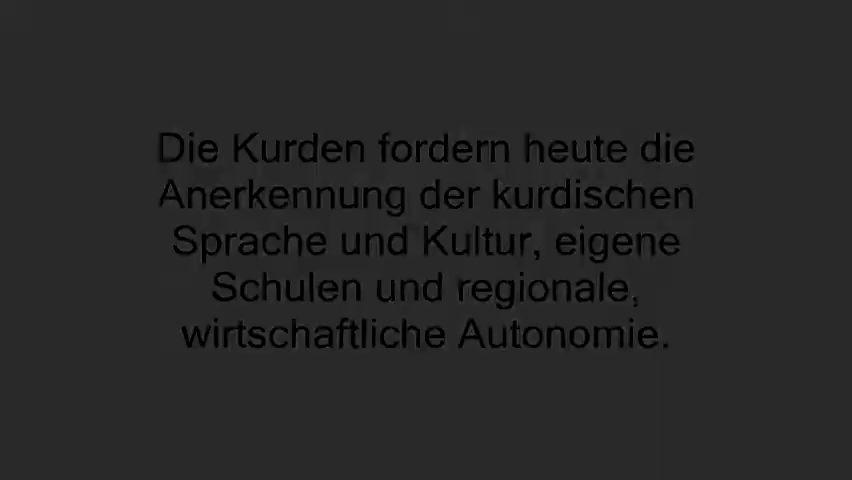 Die Kurden fordern heute die
Anerkennung der kurdischen
Sprache und Kultur, eigene
Schulen und regionale,
wirtschaftliche Autonomie.